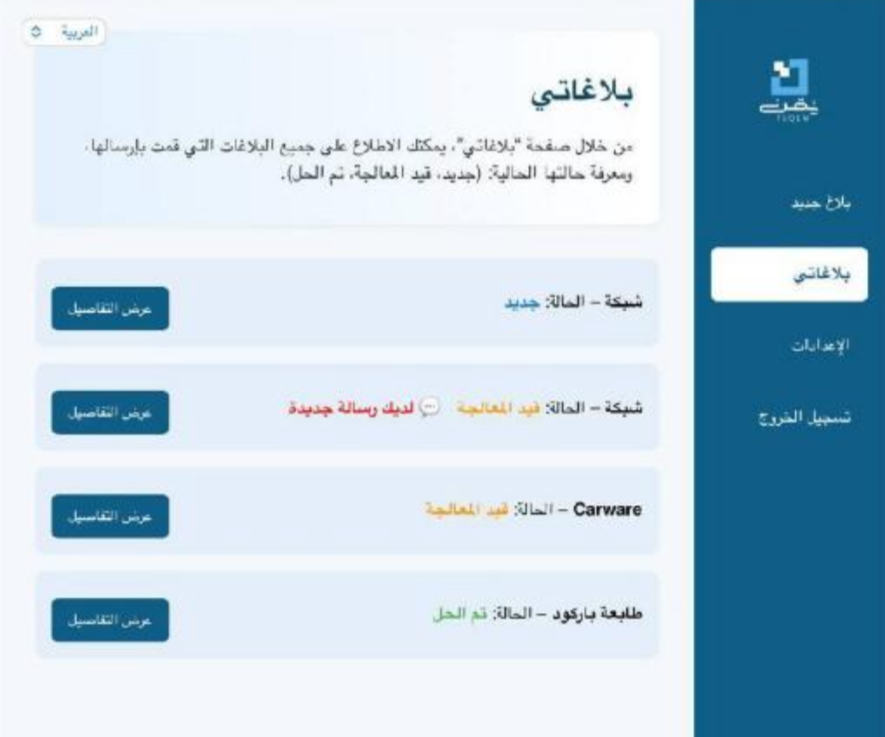 العربية
بلاغاتي
من خلال صفحة "بلاغاتي"، يمكنك الاطلاع على جميع البلاغات التي قمت بإرسالها،
ومعرفة حالتها الحالية: (جديد، قيد المعالجة، تم الحل).
شبكة – الحالة: جديد
عرض التفاصيل
شبكة – الحالة: قيد المعالجة 💬 لديك رسالة جديدة
عرض التفاصيل
Carware – الحالة: قيد المعالجة
عرض التفاصيل
طابعة باركود – الحالة: تم الحل
عرض التفاصيل
بلاغ جديد
بلاغاتي
الإعدادات
تسجيل الخروج